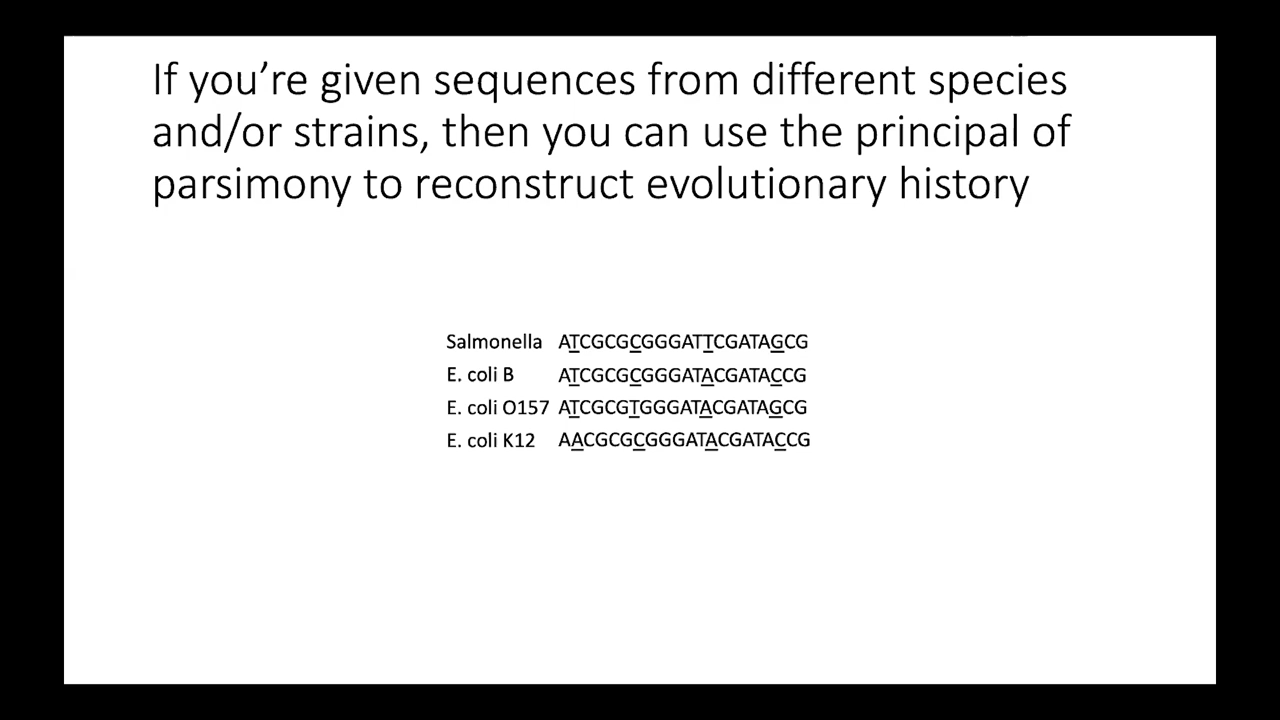 If you’re given sequences from different species
and/or strains, then you can use the principal of
parsimony to reconstruct evolutionary history
Salmonella ATCGCGCGGGATTCGATAGCG
E. coli B ATCGCGCGGGATACGATACCG
E. coli O157 ATCGCGTGGGATACGATAGCG
E. coli K12 AACGCGCGGGATACGATACCG